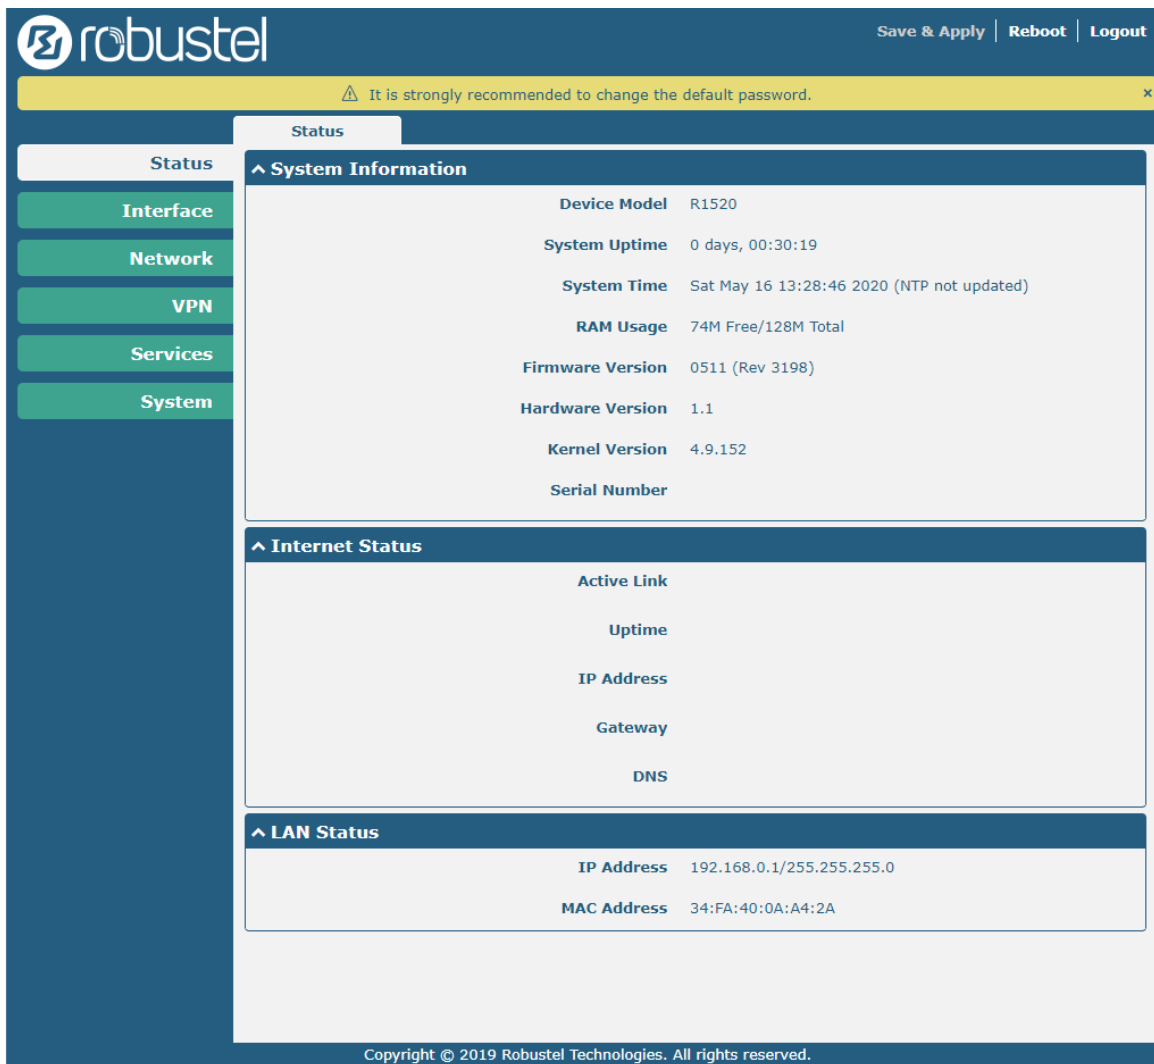 robustel
Save & Apply | Reboot | Logout
⚠ It is strongly recommended to change the default password. ×
Status
Status
Interface
Network
VPN
Services
System
^ System Information
Device Model R1520
System Uptime 0 days, 00:30:19
System Time Sat May 16 13:28:46 2020 (NTP not updated)
RAM Usage 74M Free/128M Total
Firmware Version 0511 (Rev 3198)
Hardware Version 1.1
Kernel Version 4.9.152
Serial Number
^ Internet Status
Active Link
Uptime
IP Address
Gateway
DNS
^ LAN Status
IP Address 192.168.0.1/255.255.255.0
MAC Address 34:FA:40:0A:A4:2A
Copyright © 2019 Robustel Technologies. All rights reserved.